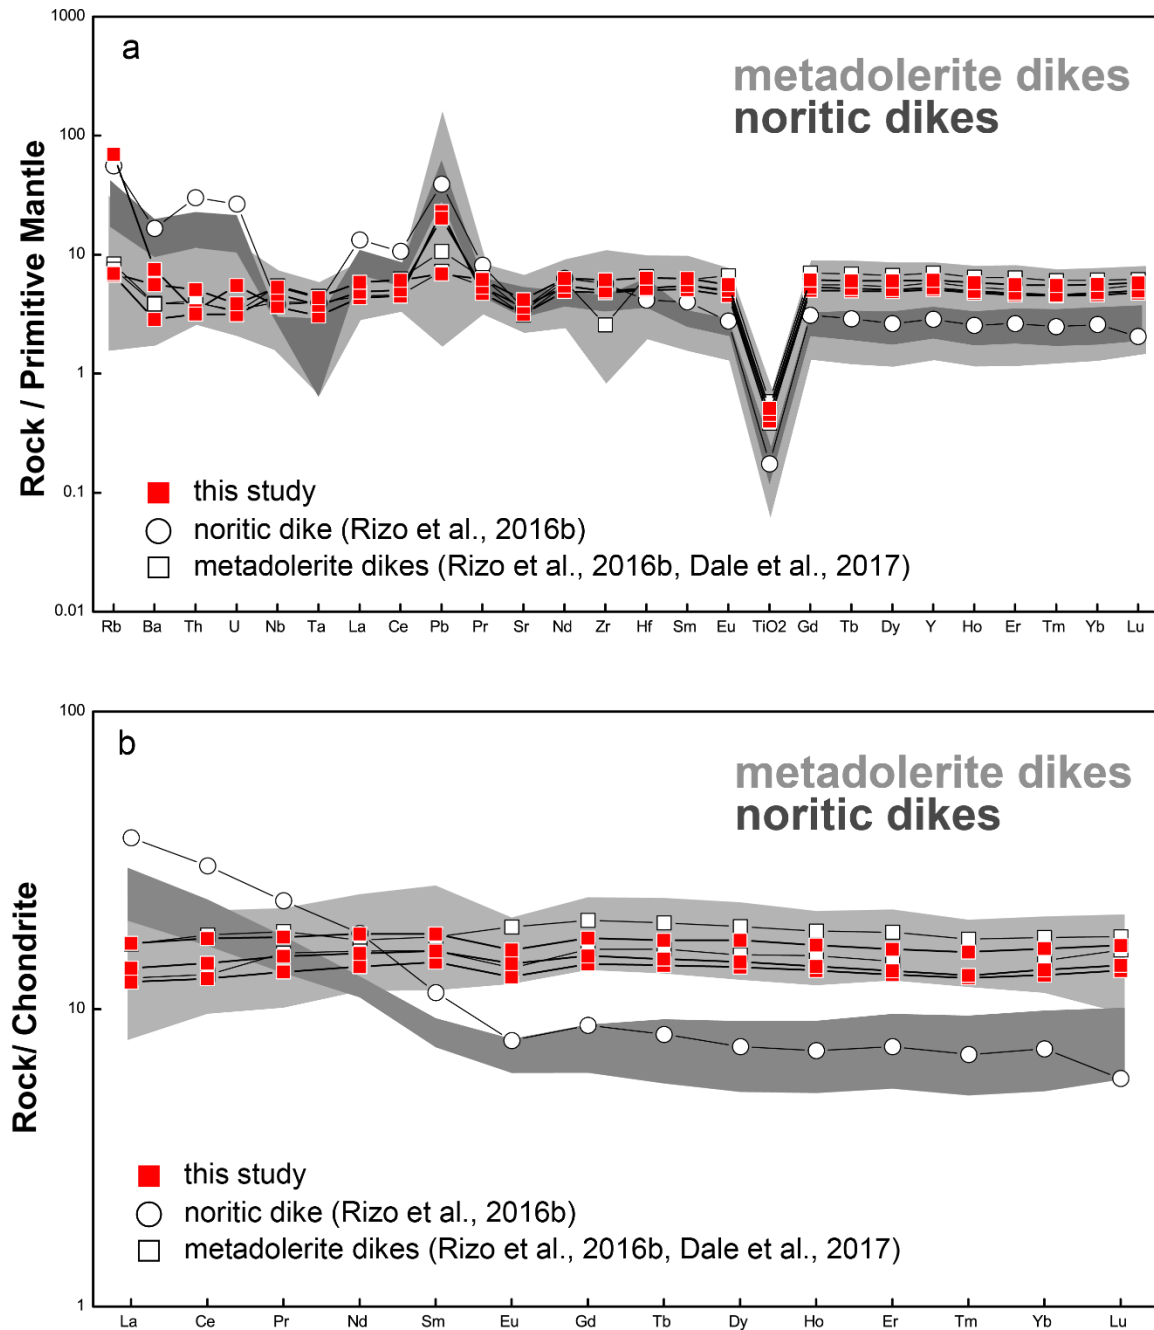 a
metadolerite dikes
noritic dikes
Rock / Primitive Mantle
1000
100
10
1
0.1
0.01
this study
noritic dike (Rizo et al., 2016b)
metadolerite dikes (Rizo et al., 2016b, Dale et al., 2017)
Rb Ba Th U Nb Ta La Ce Pb Pr Sr Nd Zr Hf Sm Eu TiO2 Gd Tb Dy Y Ho Er Tm Yb Lu
b
metadolerite dikes
noritic dikes
Rock/ Chondrite
100
10
1
this study
noritic dike (Rizo et al., 2016b)
metadolerite dikes (Rizo et al., 2016b, Dale et al., 2017)
La Ce Pr Nd Sm Eu Gd Tb Dy Ho Er Tm Yb Lu